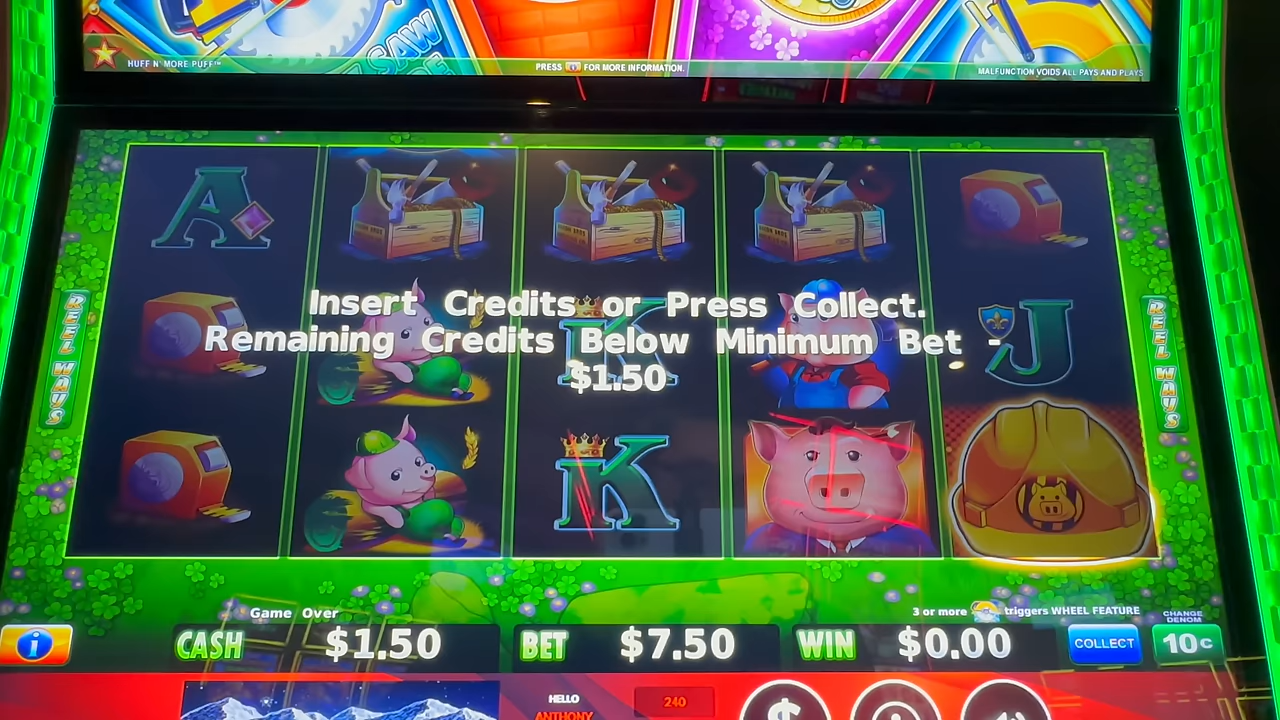 SAW
HUFF N' MORE PUFF™
PRESS i FOR MORE INFORMATION.
MALFUNCTION VOIDS ALL PAYS AND PLAYS
A
REEL WAYS
Insert Credits or Press Collect.
Remaining Credits Below Minimum Bet -
$1.50
K
J
K
REEL WAYS
Game Over
3 or more triggers WHEEL FEATURE
CHANGE
DENOM
i
CASH $1.50 BET $7.50 WIN $0.00 COLLECT 10¢
HELLO
ANTHONY
240
$